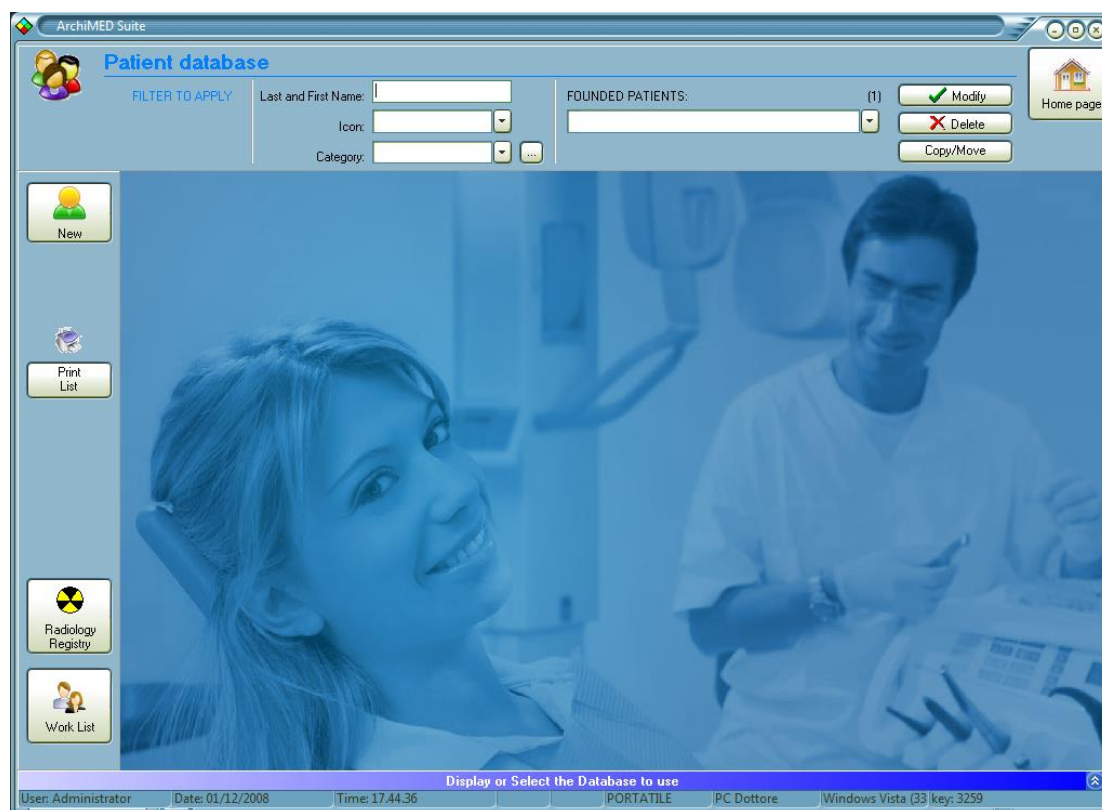 ArchiMED Suite
Patient database
FILTER TO APPLY
Last and First Name:
Icon:
Category:
...
FOUNDED PATIENTS:
(1)
Modify
Delete
Copy/Move
Home page
New
Print
List
Radiology
Registry
Work List
Display or Select the Database to use
User: Administrator
Date: 01/12/2008
Time: 17.44.36
PORTATILE
PC Dottore
Windows Vista (33
key: 3259